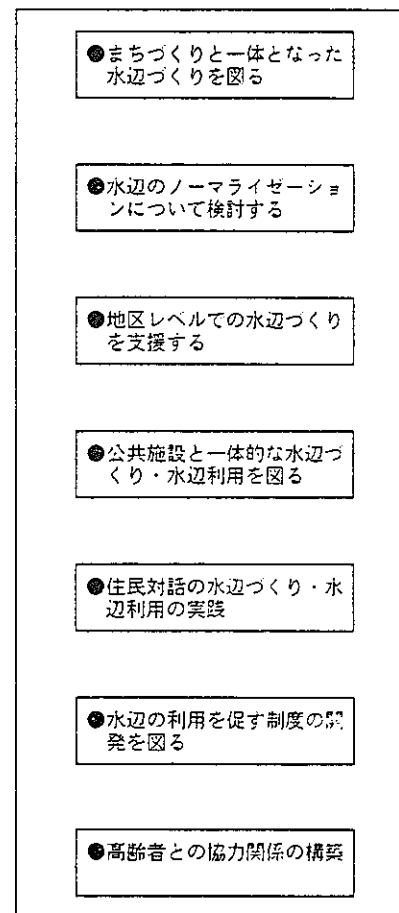 ●まちづくりと一体となった
水辺づくりを図る
●水辺のノーマライゼーショ
ンについて検討する
●地区レベルでの水辺づくり
を支援する
●公共施設と一体的な水辺づ
くり・水辺利用を図る
●住民対話の水辺づくり・水
辺利用の実践
●水辺の利用を促す制度の開
発を図る
●高齢者との協力関係の構築